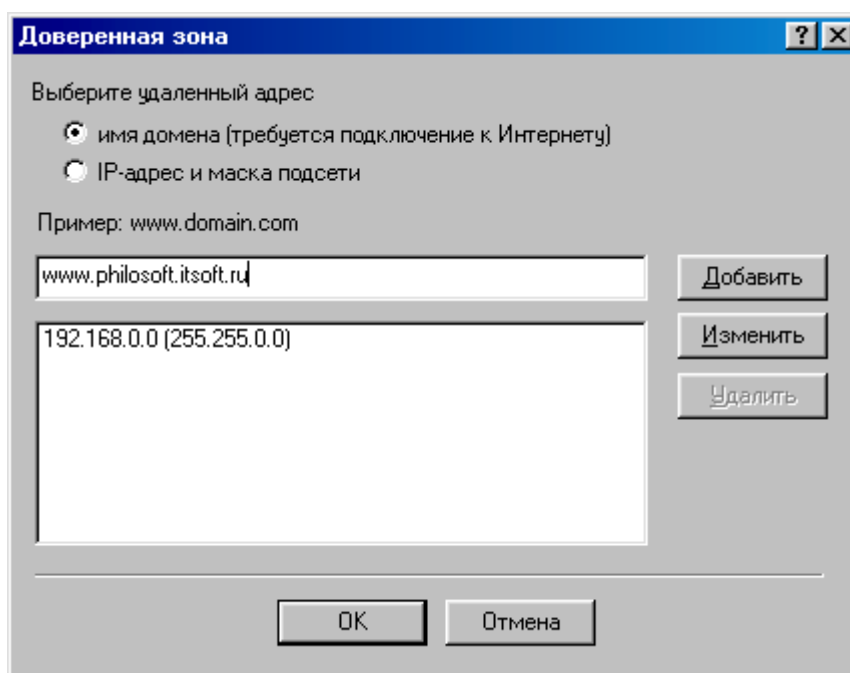 Доверенная зона
Выберите удаленный адрес
имя домена (требуется подключение к Интернету)
IP-адрес и маска подсети
Пример: www.domain.com
www.philosoft.itsoft.ru
Добавить
192.168.0.0 (255.255.0.0)
Изменить
Удалить
OK
Отмена